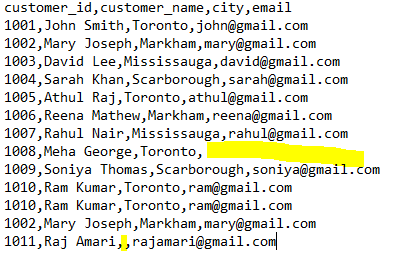 customer_id,customer_name,city,email
1001,John Smith,Toronto,john@gmail.com
1002,Mary Joseph,Markham,mary@gmail.com
1003,David Lee,Mississauga,david@gmail.com
1004,Sarah Khan,Scarborough,sarah@gmail.com
1005,Athul Raj,Toronto,athul@gmail.com
1006,Reena Mathew,Markham,reena@gmail.com
1007,Rahul Nair,Mississauga,rahul@gmail.com
1008,Meha George,Toronto,
1009,Soniya Thomas,Scarborough,soniya@gmail.com
1010,Ram Kumar,Toronto,ram@gmail.com
1010,Ram Kumar,Toronto,ram@gmail.com
1002,Mary Joseph,Markham,mary@gmail.com
1011,Raj Amari,,rajamari@gmail.com